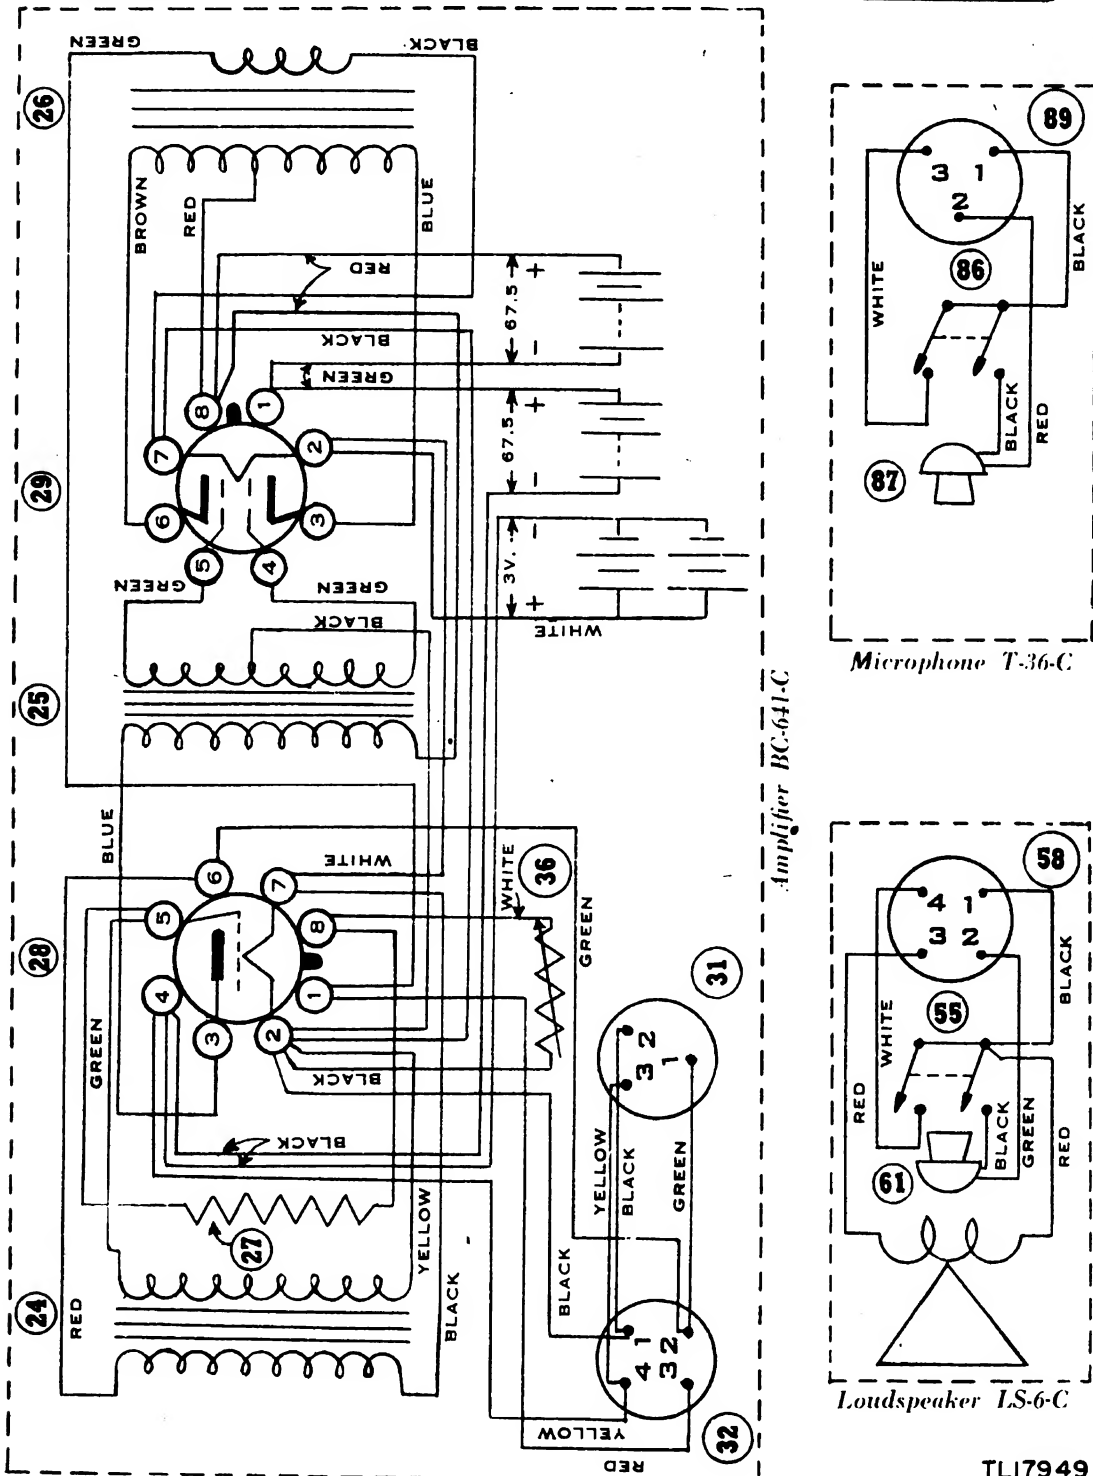 GREEN
BLACK
26
BROWN
RED
BLUE
RED
BLACK
GREEN
67.5
+
−
67.5
+
−
3V.
−
+
WHITE
29
8
1
7
2
6
3
5
4
GREEN
GREEN
BLACK
25
BLUE
WHITE
6
7
5
8
4
1
3
2
28
WHITE
36
GREEN
GREEN
BLACK
BLACK
31
2
3
1
YELLOW
BLACK
GREEN
27
YELLOW
BLACK
BLACK
24
RED
1
2
4
3
32
YELLOW
RED
Amplifier BC-641-C
89
3 1
2
WHITE
BLACK
86
BLACK
RED
87
Microphone T-36-C
58
4 1
3 2
BLACK
55
WHITE
RED
BLACK
GREEN
RED
61
Loudspeaker LS-6-C
TL17949